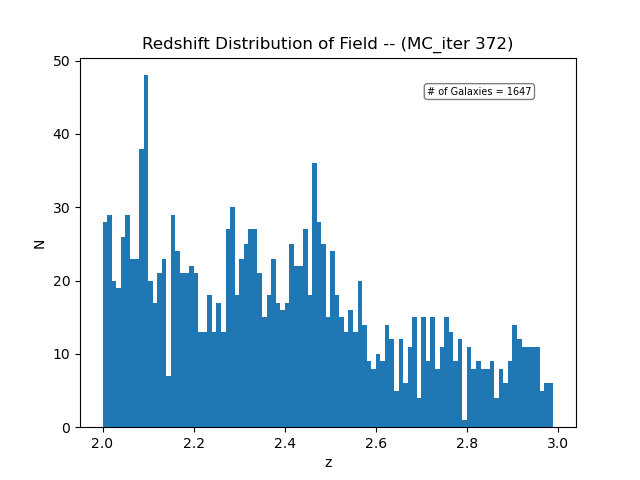 Redshift Distribution of Field -- (MC_iter 372)
# of Galaxies = 1647
50
40
30
20
10
0
N
2.0 2.2 2.4 2.6 2.8 3.0
z